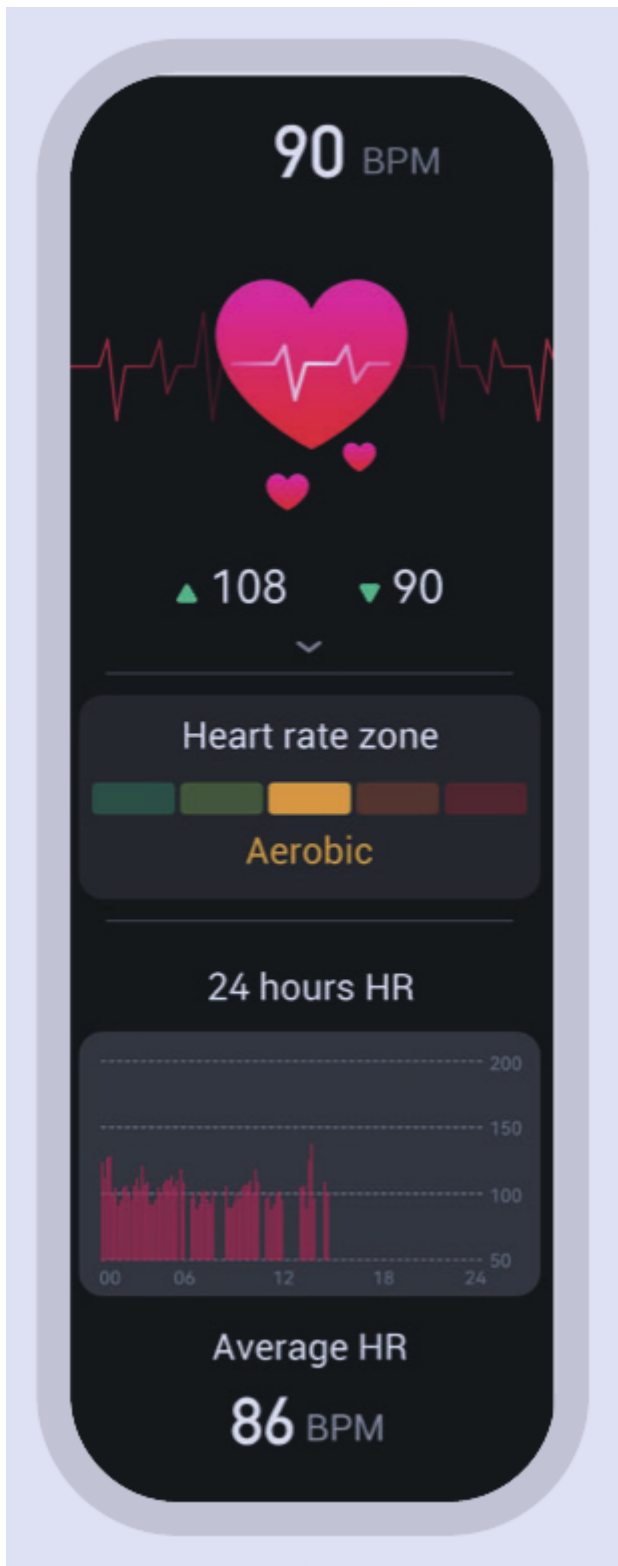 90 BPM
▲ 108 ▼ 90
Heart rate zone
Aerobic
24 hours HR
200
150
100
50
00 06 12 18 24
Average HR
86 BPM